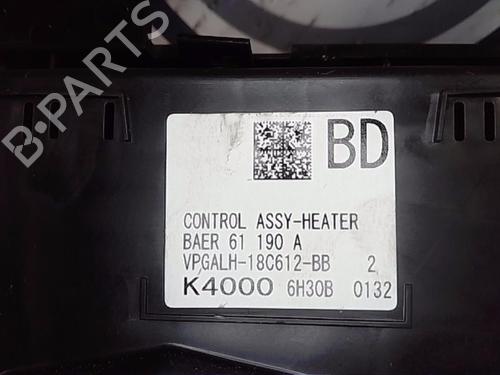 B-PARTS
BD
CONTROL ASSY-HEATER
BAER 61 190 A
VPGALH-18C612-BB 2
K4000 6H30B 0132